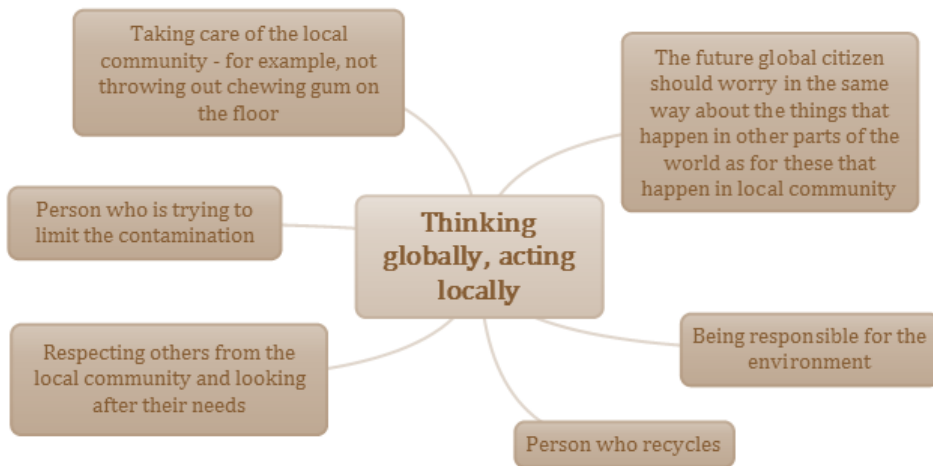 Taking care of the local
community - for example, not
throwing out chewing gum on
the floor
The future global citizen
should worry in the same
way about the things that
happen in other parts of the
world as for these that
happen in local community
Person who is trying to
limit the contamination
Thinking
globally, acting
locally
Respecting others from the
local community and looking
after their needs
Being responsible for the
environment
Person who recycles